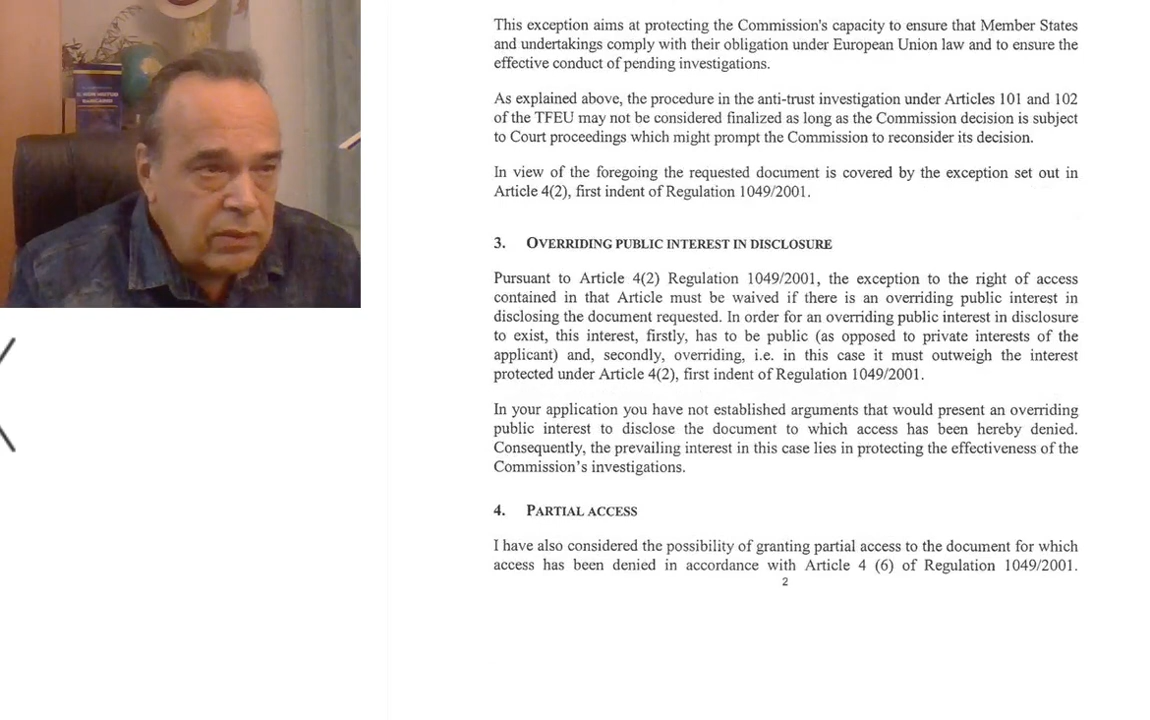 This exception aims at protecting the Commission's capacity to ensure that Member States
and undertakings comply with their obligation under European Union law and to ensure the
effective conduct of pending investigations.
As explained above, the procedure in the anti-trust investigation under Articles 101 and 102
of the TFEU may not be considered finalized as long as the Commission decision is subject
to Court proceedings which might prompt the Commission to reconsider its decision.
In view of the foregoing the requested document is covered by the exception set out in
Article 4(2), first indent of Regulation 1049/2001.
3. OVERRIDING PUBLIC INTEREST IN DISCLOSURE
Pursuant to Article 4(2) Regulation 1049/2001, the exception to the right of access
contained in that Article must be waived if there is an overriding public interest in
disclosing the document requested. In order for an overriding public interest in disclosure
to exist, this interest, firstly, has to be public (as opposed to private interests of the
applicant) and, secondly, overriding, i.e. in this case it must outweigh the interest
protected under Article 4(2), first indent of Regulation 1049/2001.
In your application you have not established arguments that would present an overriding
public interest to disclose the document to which access has been hereby denied.
Consequently, the prevailing interest in this case lies in protecting the effectiveness of the
Commission's investigations.
4. PARTIAL ACCESS
I have also considered the possibility of granting partial access to the document for which
access has been denied in accordance with Article 4 (6) of Regulation 1049/2001.
2